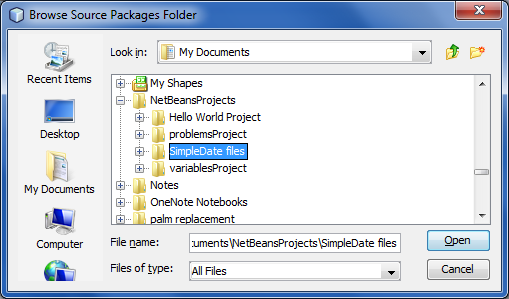 Browse Source Packages Folder
Look in: My Documents
Recent Items
Desktop
My Documents
Computer
My Shapes
NetBeansProjects
Hello World Project
problemsProject
SimpleDate files
variablesProject
Notes
OneNote Notebooks
palm replacement
File name: :uments\NetBeansProjects\SimpleDate files
Open
Files of type: All Files
Cancel